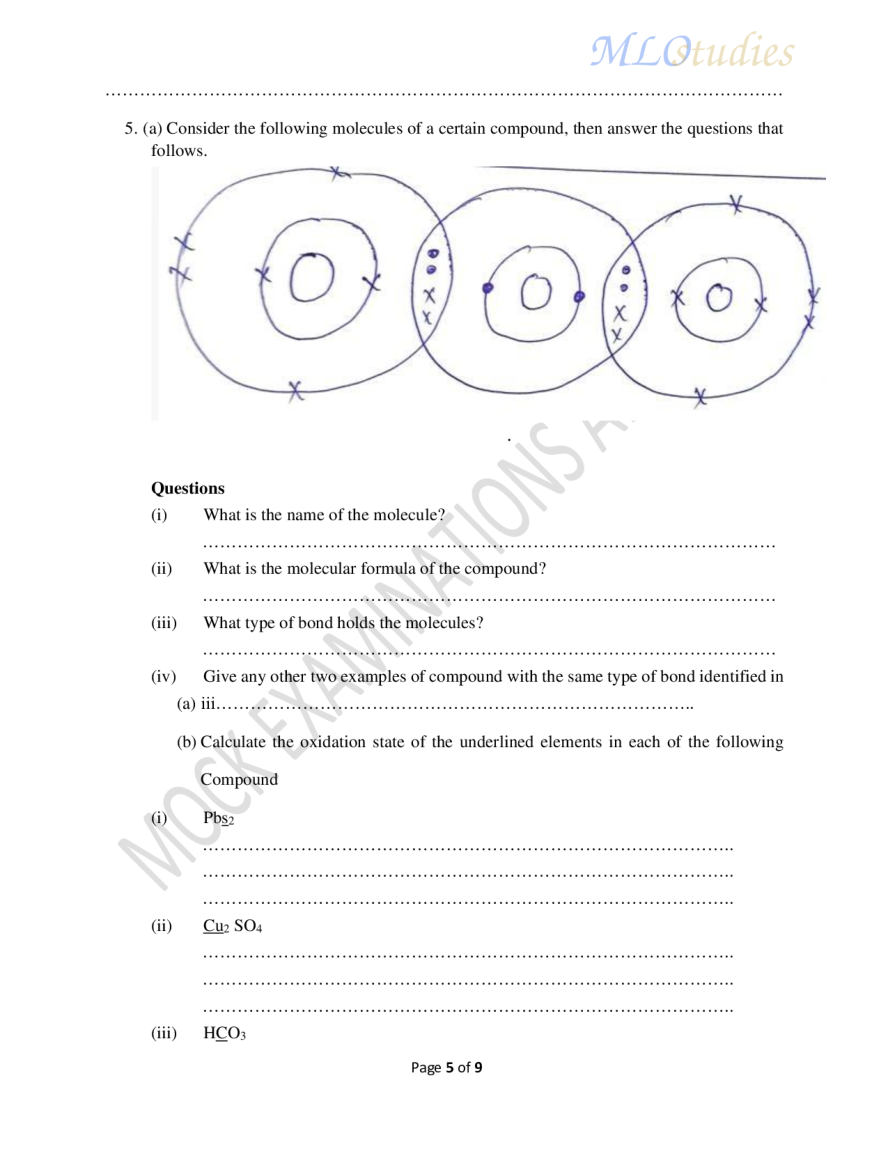 MLOstudies
……………………………………………………………………………………………………
5. (a) Consider the following molecules of a certain compound, then answer the questions that
follows.
.
Questions
(i) What is the name of the molecule?
………………………………………………………………………………………
(ii) What is the molecular formula of the compound?
………………………………………………………………………………………
(iii) What type of bond holds the molecules?
………………………………………………………………………………………
(iv) Give any other two examples of compound with the same type of bond identified in
(a) iii………………………………………………………………………..
(b) Calculate the oxidation state of the underlined elements in each of the following
Compound
(i) Pbs2
………………………………………………………………………………..
………………………………………………………………………………..
………………………………………………………………………………..
(ii) Cu2 SO4
………………………………………………………………………………..
………………………………………………………………………………..
………………………………………………………………………………..
(iii) HCO3
MOCK EXAMINATIONS
Page 5 of 9